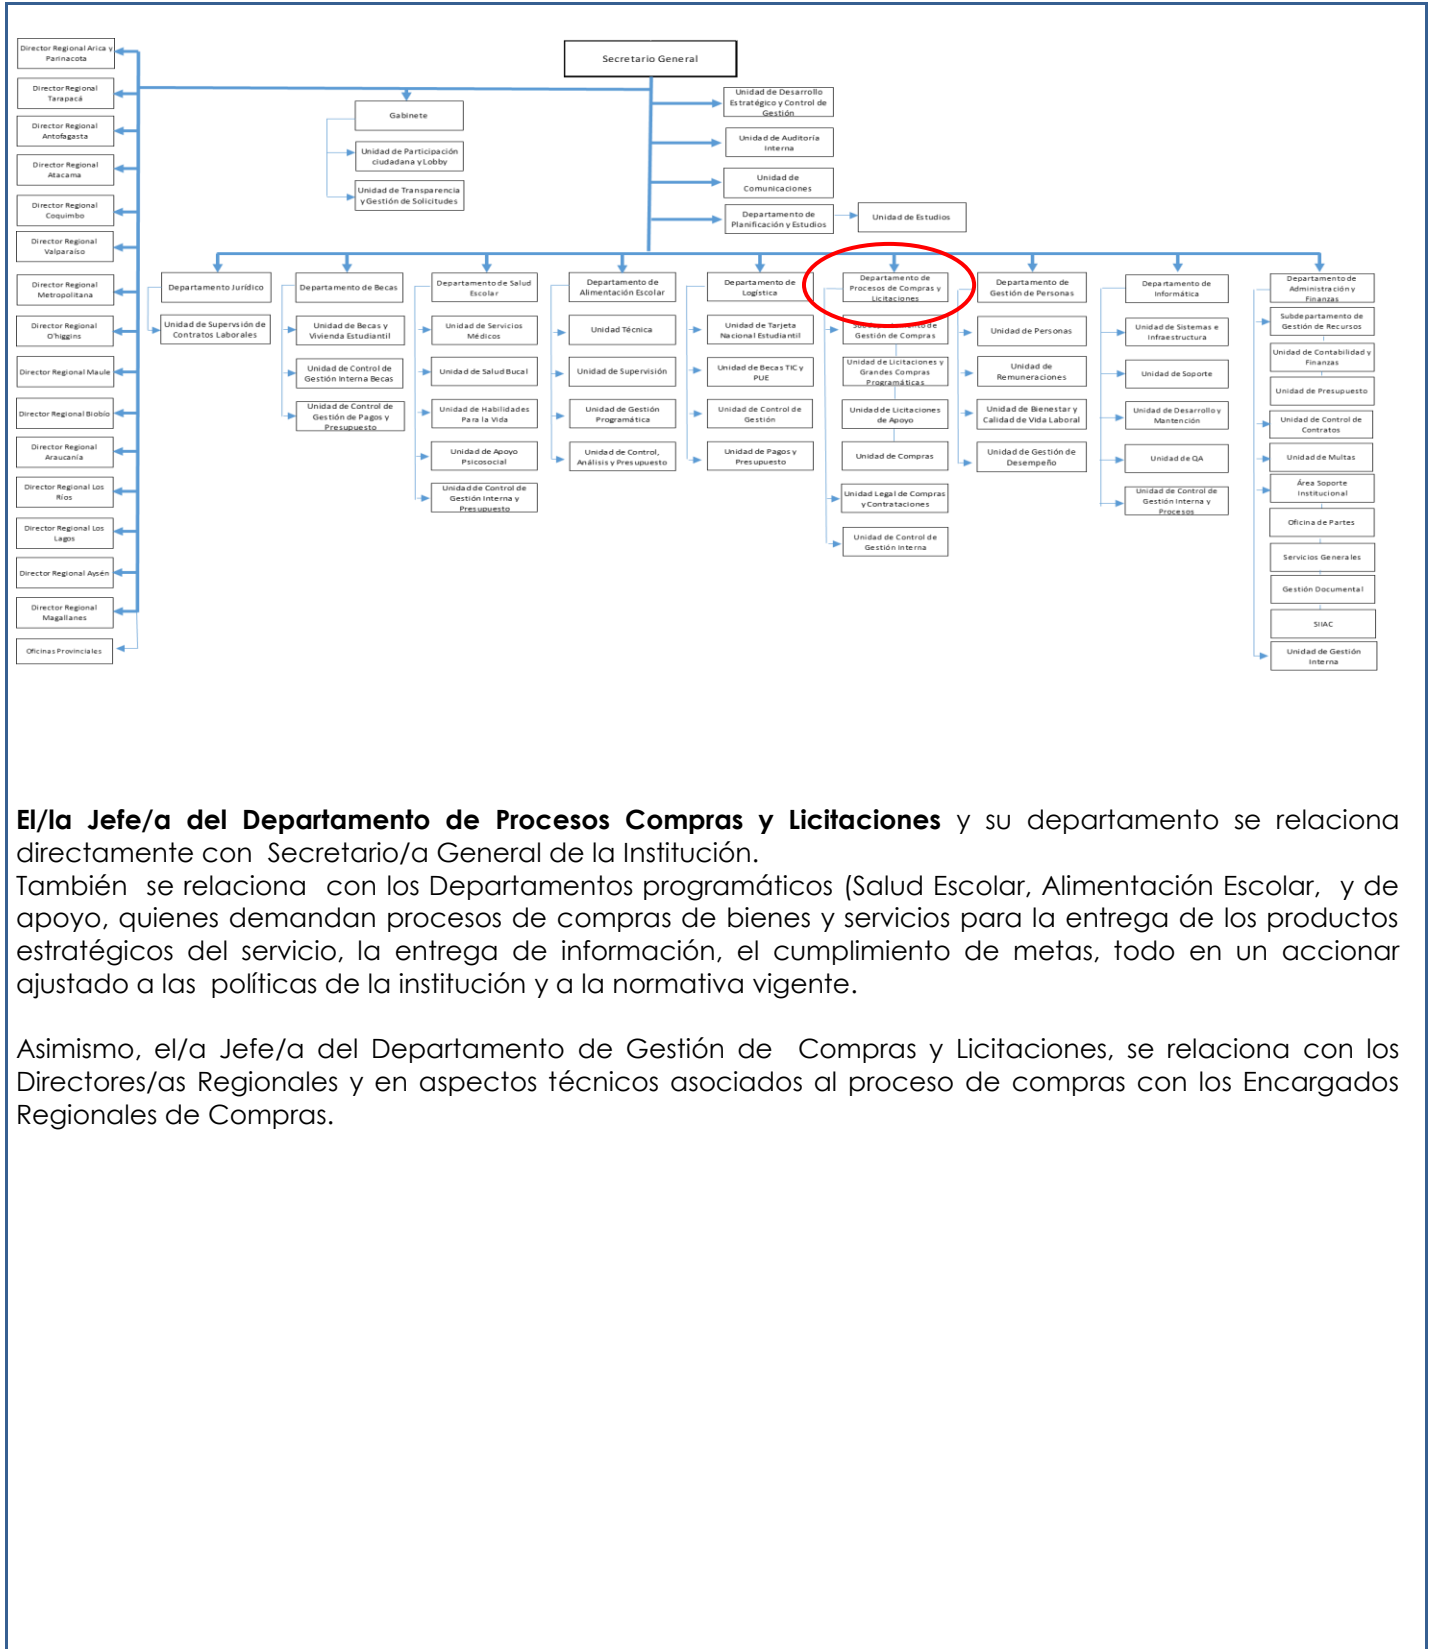 Secretario General
Director Regional Arica y
Parinacota
Director Regional
Tarapacá
Director Regional
Antofagasta
Director Regional
Atacama
Director Regional
Coquimbo
Director Regional
Valparaíso
Director Regional
Metropolitana
Director Regional
O'higgins
Director Regional Maule
Director Regional Biobío
Director Regional
Araucanía
Director Regional Los
Ríos
Director Regional Los
Lagos
Director Regional Aysén
Director Regional
Magallanes
Oficinas Provinciales
Gabinete
Unidad de Participación
ciudadana y Lobby
Unidad de Transparencia
y Gestión de Solicitudes
Unidad de Desarrollo
Estratégico y Control de
Gestión
Unidad de Auditoría
Interna
Unidad de
Comunicaciones
Departamento de
Planificación y Estudios
Unidad de Estudios
Departamento Jurídico
Unidad de Supervsión de
Contratos Laborales
Departamento de Becas
Unidad de Becas y
Vivienda Estudiantil
Unidad de Control de
Gestión Interna Becas
Unidad de Control de
Gestión de Pagos y
Presupuesto
Departamento de Salud
Escolar
Unidad de Servicios
Médicos
Unidad de Salud Bucal
Unidad de Habilidades
Para la Vida
Unidad de Apoyo
Psicosocial
Unidad de Control de
Gestión Interna y
Presupuesto
Departamento de
Alimentación Escolar
Unidad Técnica
Unidad de Supervisión
Unidad de Gestión
Programática
Unidad de Control,
Análisis y Presupuesto
Departamento de
Logística
Unidad de Tarjeta
Nacional Estudiantil
Unidad de Becas TIC y
PUE
Unidad de Control de
Gestión
Unidad de Pagos y
Presupuesto
Departamento de
Procesos de Compras y
Licitaciones
Subdepartamento de
Gestión de Compras
Unidad de Licitaciones y
Grandes Compras
Programáticas
Unidad de Licitaciones
de Apoyo
Unidad de Compras
Unidad Legal de Compras
y Contrataciones
Unidad de Control de
Gestión Interna
Departamento de
Gestión de Personas
Unidad de Personas
Unidad de
Remuneraciones
Unidad de Bienestar y
Calidad de Vida Laboral
Unidad de Gestión de
Desempeño
Departamento de
Informática
Unidad de Sistemas e
Infraestructura
Unidad de Soporte
Unidad de Desarrollo y
Mantención
Unidad de QA
Unidad de Control de
Gestión Interna y
Procesos
Departamento de
Administración y
Finanzas
Subdepartamento de
Gestión de Recursos
Unidad de Contabilidad y
Finanzas
Unidad de Presupuesto
Unidad de Control de
Contratos
Unidad de Multas
Área Soporte
Institucional
Oficina de Partes
Servicios Generales
Gestión Documental
SIIAC
Unidad de Gestión
Interna
El/la Jefe/a del Departamento de Procesos Compras y Licitaciones y su departamento se relaciona
directamente con Secretario/a General de la Institución.
También se relaciona con los Departamentos programáticos (Salud Escolar, Alimentación Escolar, y de
apoyo, quienes demandan procesos de compras de bienes y servicios para la entrega de los productos
estratégicos del servicio, la entrega de información, el cumplimiento de metas, todo en un accionar
ajustado a las políticas de la institución y a la normativa vigente.
Asimismo, el/a Jefe/a del Departamento de Gestión de Compras y Licitaciones, se relaciona con los
Directores/as Regionales y en aspectos técnicos asociados al proceso de compras con los Encargados
Regionales de Compras.